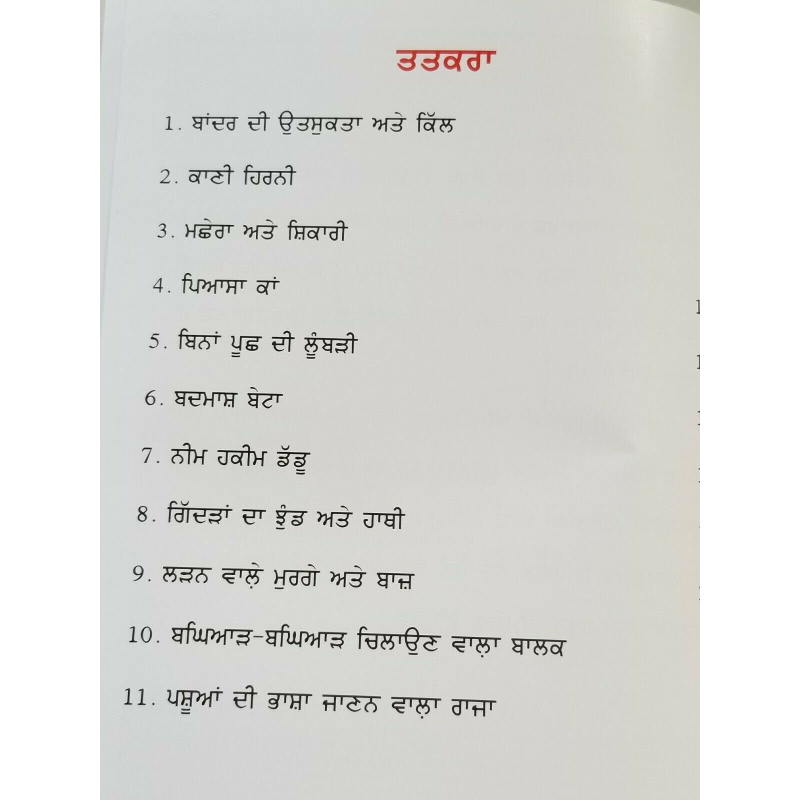 ਤਤਕਰਾ
1. ਬਾਂਦਰ ਦੀ ਉਤਸੁਕਤਾ ਅਤੇ ਕਿੱਲ
2. ਕਾਣੀ ਹਿਰਨੀ
3. ਮਛੇਰਾ ਅਤੇ ਸ਼ਿਕਾਰੀ
4. ਪਿਆਸਾ ਕਾਂ
5. ਬਿਨਾਂ ਪੂਛ ਦੀ ਲੂੰਬੜੀ
6. ਬਦਮਾਸ਼ ਬੇਟਾ
7. ਨੀਮ ਹਕੀਮ ਡੱਡੂ
8. ਗਿੱਦੜਾਂ ਦਾ ਝੁੰਡ ਅਤੇ ਹਾਥੀ
9. ਲੜਨ ਵਾਲ਼ੇ ਮੁਰਗੇ ਅਤੇ ਬਾਜ਼
10. ਬਘਿਆੜ-ਬਘਿਆੜ ਚਿਲਾਉਣ ਵਾਲ਼ਾ ਬਾਲਕ
11. ਪਸ਼ੂਆਂ ਦੀ ਭਾਸ਼ਾ ਜਾਣਨ ਵਾਲ਼ਾ ਰਾਜਾ